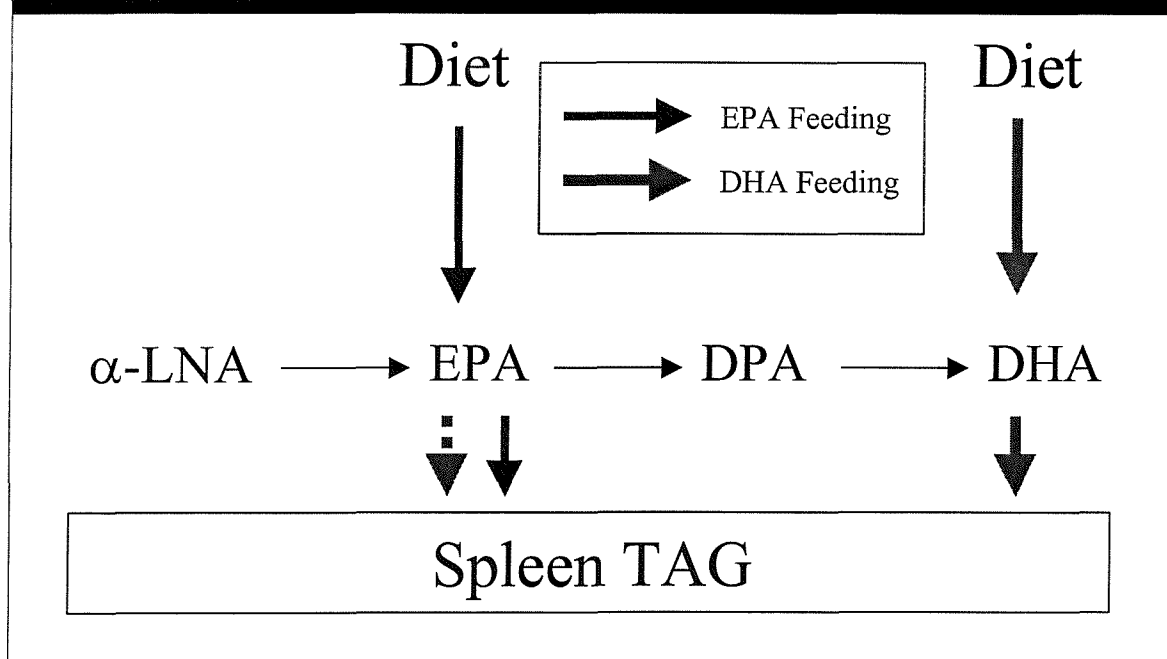 Diet
Diet
EPA Feeding
DHA Feeding
α-LNA EPA DPA DHA
Spleen TAG